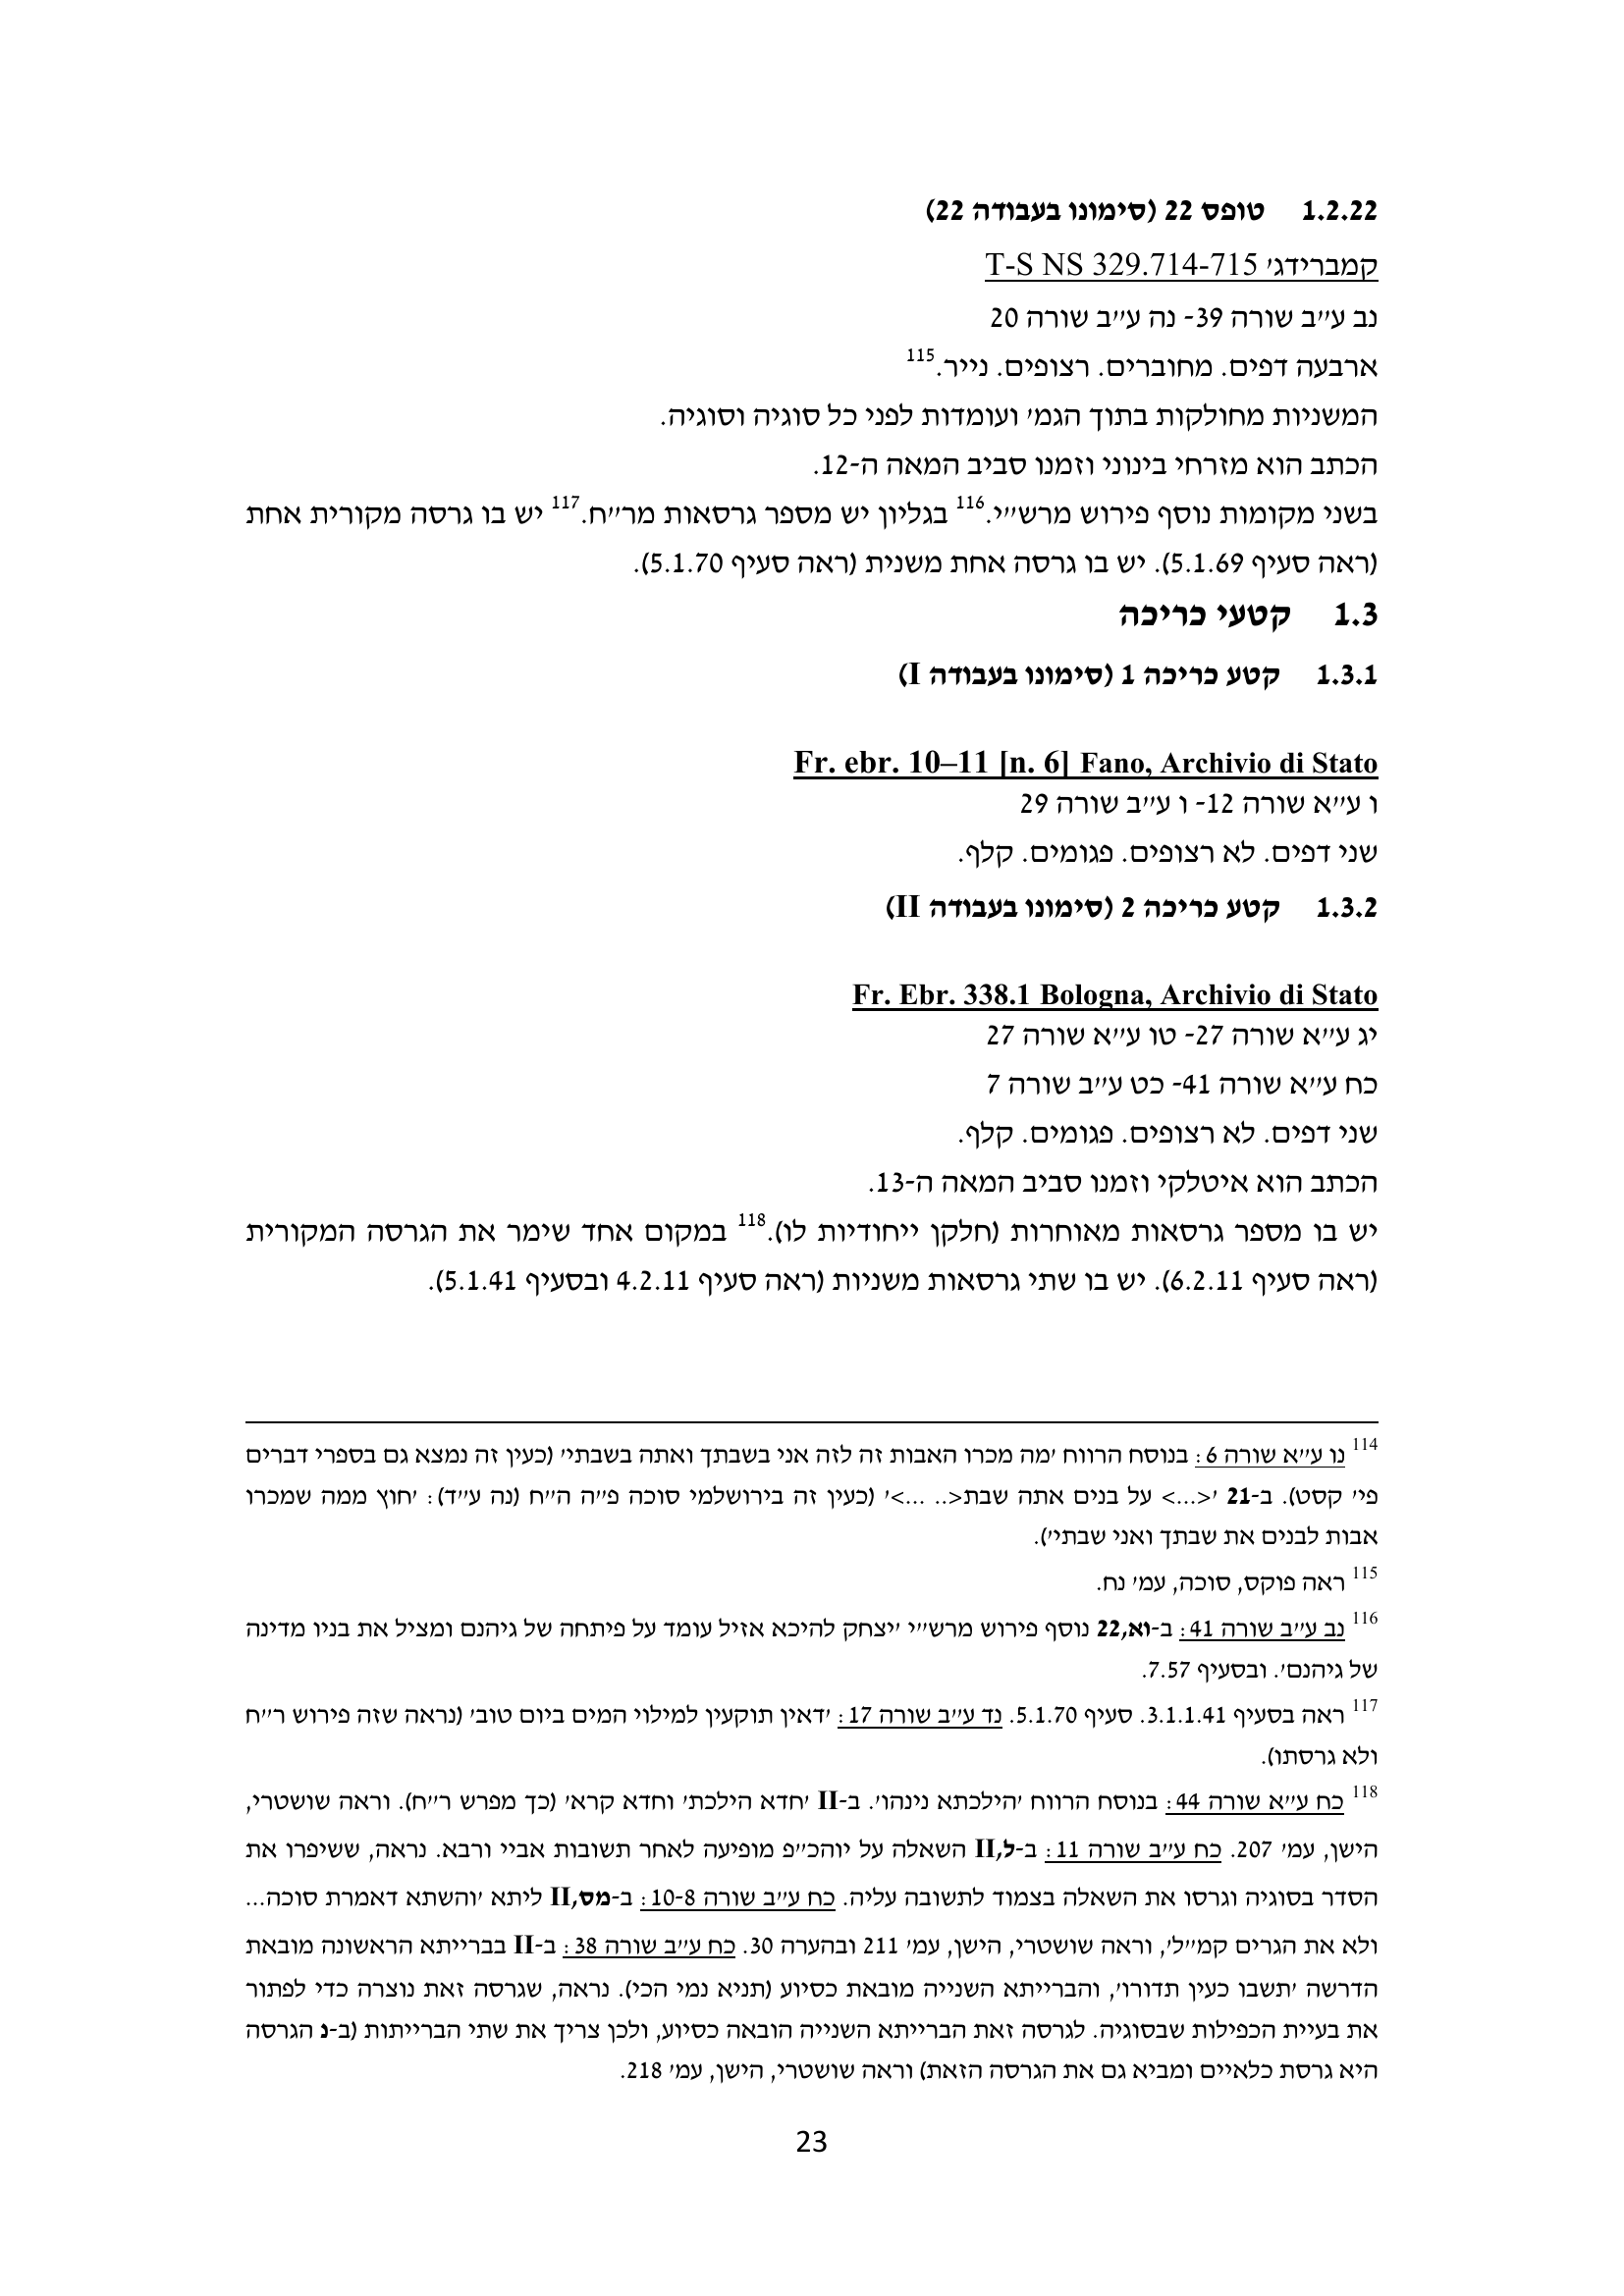 1.2.22 טופס 22 (סימונו בעבודה 22)
קמברידג' T-S NS 329.714-715
נב ע"ב שורה 39- נה ע"ב שורה 20
ארבעה דפים. מחוברים. רצופים. נייר.115
המשניות מחולקות בתוך הגמ' ועומדות לפני כל סוגיה וסוגיה.
הכתב הוא מזרחי בינוני וזמנו סביב המאה ה-12.
בשני מקומות נוסף פירוש מרש"י.116 בגליון יש מספר גרסאות מר"ח.117 יש בו גרסה מקורית אחת
(ראה סעיף 5.1.69). יש בו גרסה אחת משנית (ראה סעיף 5.1.70).
1.3 קטעי כריכה
1.3.1 קטע כריכה 1 (סימונו בעבודה I)
Fr. ebr. 10–11 [n. 6] Fano, Archivio di Stato
ו ע"א שורה 12- ו ע"ב שורה 29
שני דפים. לא רצופים. פגומים. קלף.
1.3.2 קטע כריכה 2 (סימונו בעבודה II)
Fr. Ebr. 338.1 Bologna, Archivio di Stato
יג ע"א שורה 27- טו ע"א שורה 27
כח ע"א שורה 41- כט ע"ב שורה 7
שני דפים. לא רצופים. פגומים. קלף.
הכתב הוא איטלקי וזמנו סביב המאה ה-13.
יש בו מספר גרסאות מאוחרות (חלקן ייחודיות לו).118 במקום אחד שימר את הגרסה המקורית
(ראה סעיף 6.2.11). יש בו שתי גרסאות משניות (ראה סעיף 4.2.11 ובסעיף 5.1.41).
114 נו ע"א שורה 6: בנוסח הרווח 'מה מכרו האבות זה לזה אני בשבתך ואתה בשבתי' (כעין זה נמצא גם בספרי דברים
פי' קסט). ב-21 '<...> על בנים אתה שבת<.. ...>' (כעין זה בירושלמי סוכה פ"ה ה"ח (נה ע"ד): 'חוץ ממה שמכרו
אבות לבנים את שבתך ואני שבתי').
115 ראה פוקס, סוכה, עמ' נח.
116 נב ע"ב שורה 41: ב-וא,22 נוסף פירוש מרש"י 'יצחק להיכא אזיל עומד על פיתחה של גיהנם ומציל את בניו מדינה
של גיהנם'. ובסעיף 7.57.
117 ראה בסעיף 3.1.1.41. סעיף 5.1.70. נד ע"ב שורה 17: 'דאין תוקעין למילוי המים ביום טוב' (נראה שזה פירוש ר"ח
ולא גרסתו).
118 כח ע"א שורה 44: בנוסח הרווח 'הילכתא נינהו'. ב-II 'חדא הילכת' וחדא קרא' (כך מפרש ר"ח). וראה שושטרי,
הישן, עמ' 207. כח ע"ב שורה 11: ב-ל,II השאלה על יוהכ"פ מופיעה לאחר תשובות אביי ורבא. נראה, ששיפרו את
הסדר בסוגיה וגרסו את השאלה בצמוד לתשובה עליה. כח ע"ב שורה 10-8: ב-מס,II ליתא 'והשתא דאמרת סוכה...
ולא את הגרים קמ"ל', וראה שושטרי, הישן, עמ' 211 ובהערה 30. כח ע"ב שורה 38: ב-II בברייתא הראשונה מובאת
הדרשה 'תשבו כעין תדורו', והברייתא השנייה מובאת כסיוע (תניא נמי הכי). נראה, שגרסה זאת נוצרה כדי לפתור
את בעיית הכפילות שבסוגיה. לגרסה זאת הברייתא השנייה הובאה כסיוע, ולכן צריך את שתי הברייתות (ב-נ הגרסה
היא גרסת כלאיים ומביא גם את הגרסה הזאת) וראה שושטרי, הישן, עמ' 218.
23